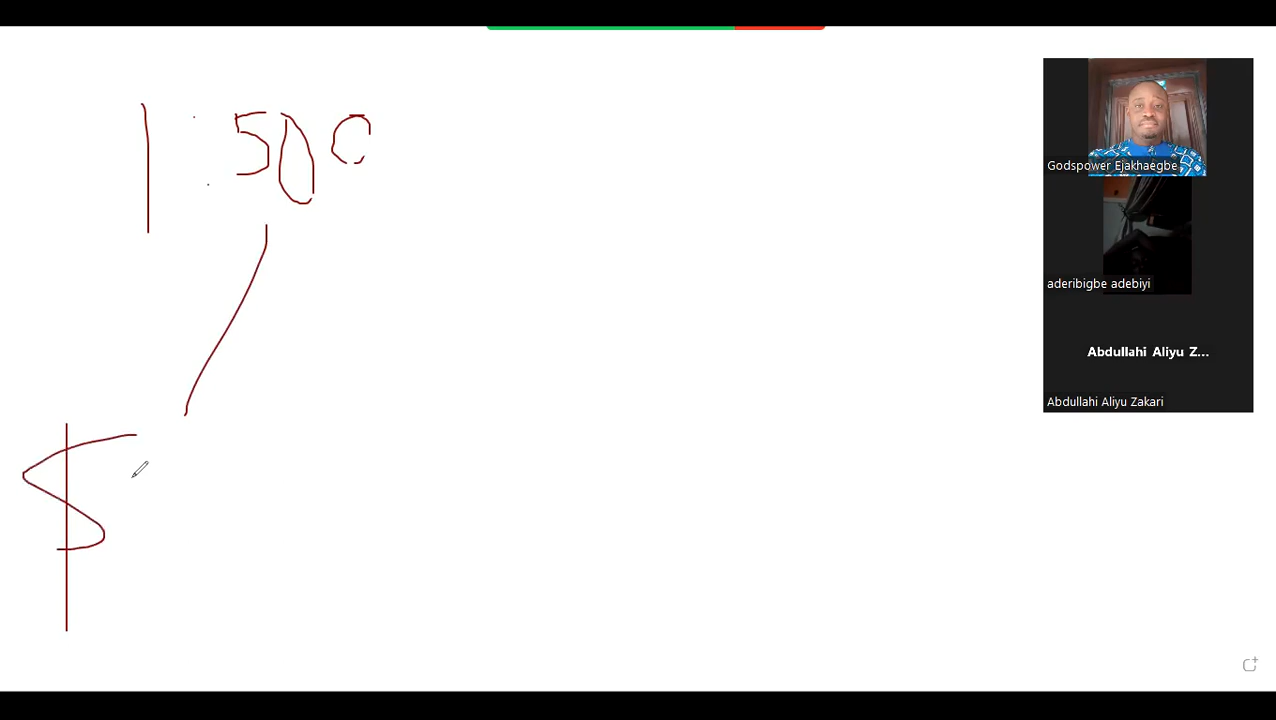 1 : 500
Godspower Ejakhaegbe
aderibigbe adebiyi
Abdullahi Aliyu Z...
Abdullahi Aliyu Zakari
$